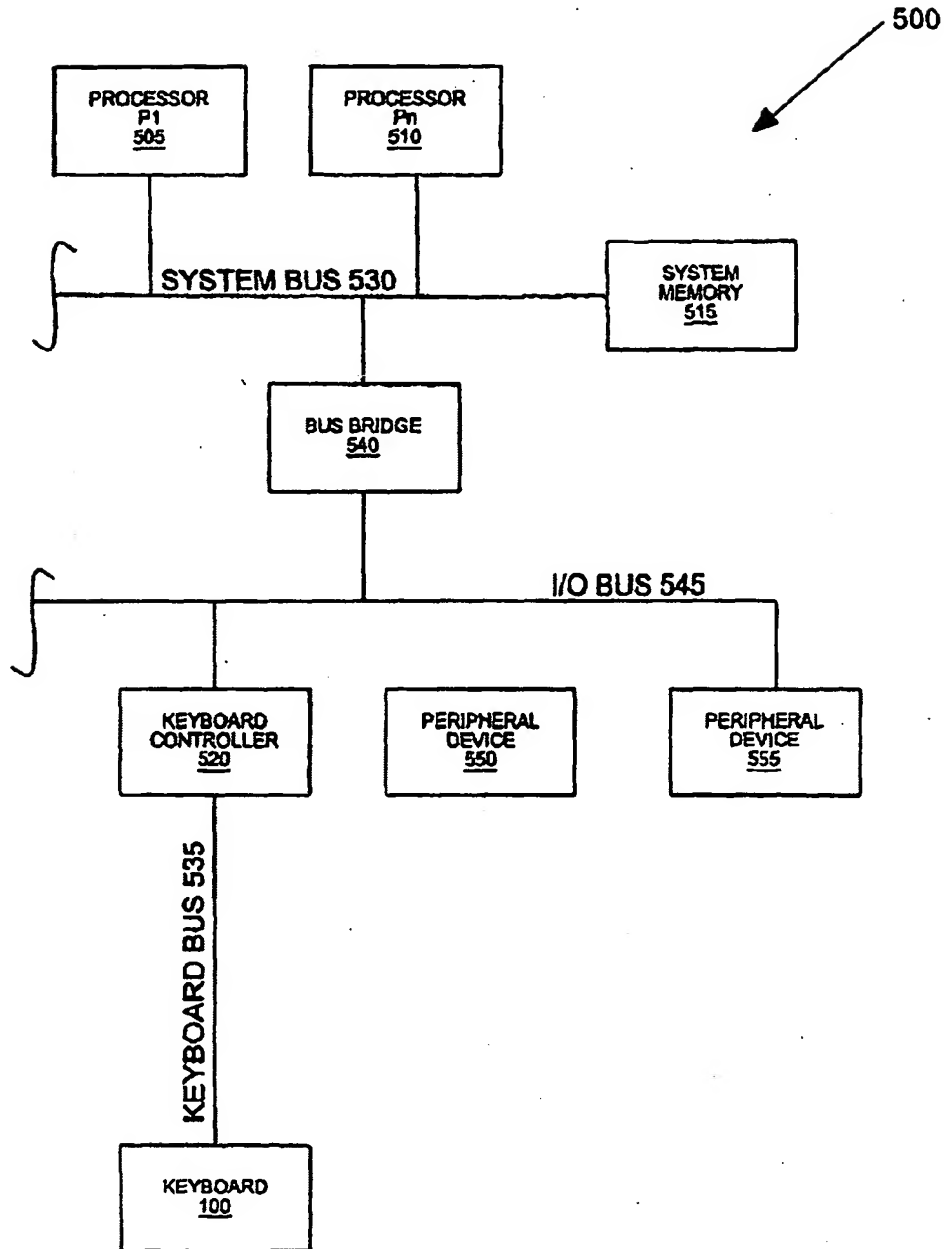 500
PROCESSOR
P1
505
PROCESSOR
Pn
510
SYSTEM BUS 530
SYSTEM
MEMORY
515
BUS BRIDGE
540
I/O BUS 545
KEYBOARD
CONTROLLER
520
PERIPHERAL
DEVICE
550
PERIPHERAL
DEVICE
555
KEYBOARD BUS 535
KEYBOARD
100